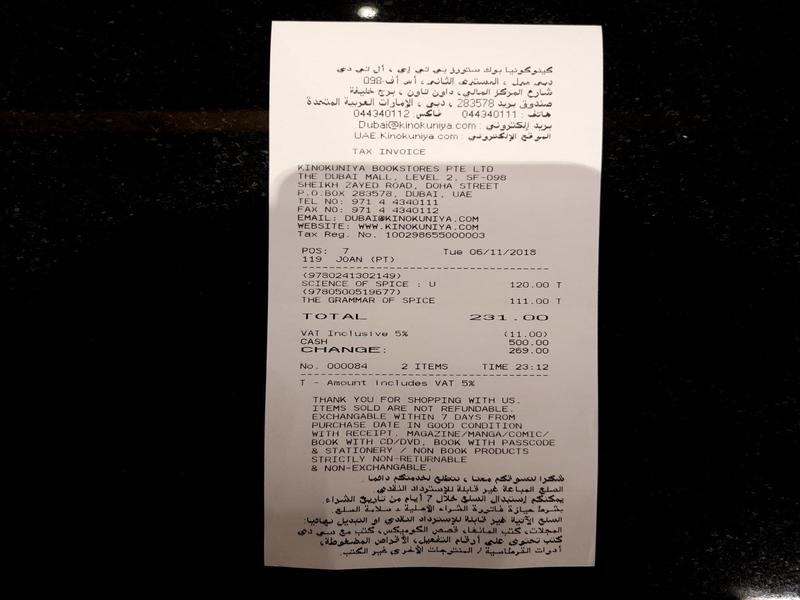 كينوكونيا بوك ستورز بي تي إي ، أل تي دي
دبي مول ، المستوى الثاني ، أس أف-098
شارع المركز المالي، داون تاون ، برج خليفة
صندوق بريد 283578 ، دبي ، الإمارات العربية المتحدة
هاتف : 044340111 فاكس: 044340112
بريد إلكتروني : Dubai@kinokuniya.com
الموقع الإلكتروني : UAE.Kinokuniya.com
TAX INVOICE
KINOKUNIYA BOOKSTORES PTE LTD
THE DUBAI MALL, LEVEL 2, SF-098
SHEIKH ZAYED ROAD, DOHA STREET
P.O.BOX 283578, DUBAI, UAE
TEL NO: 971 4 4340111
FAX NO: 971 4 4340112
EMAIL: DUBAI@KINOKUNIYA.COM
WEBSITE: WWW.KINOKUNIYA.COM
Tax Reg. No. 100298655000003
POS: 7 Tue 06/11/2018
119 JOAN (PT)
(9780241302149)
SCIENCE OF SPICE : U 120.00 T
(9780500519677)
THE GRAMMAR OF SPICE 111.00 T
TOTAL 231.00
VAT Inclusive 5% (11.00)
CASH 500.00
CHANGE: 269.00
No. 000084 2 ITEMS TIME 23:12
T - Amount includes VAT 5%
THANK YOU FOR SHOPPING WITH US.
ITEMS SOLD ARE NOT REFUNDABLE.
EXCHANGABLE WITHIN 7 DAYS FROM
PURCHASE DATE IN GOOD CONDITION
WITH RECEIPT. MAGAZINE/MANGA/COMIC/
BOOK WITH CD/DVD, BOOK WITH PASSCODE
& STATIONERY / NON BOOK PRODUCTS
STRICTLY NON-RETURNABLE
& NON-EXCHANGABLE.
شكرا لتسوقكم معنا ، نتطلع لخدمتكم دائما.
السلع المباعة غير قابلة للإسترداد النقدي.
يمكنكم إستبدال السلع خلال 7 أيام من تاريخ الشراء.
بشرط حيازة فاتورة الشراء الأصلية و سلامة السلع.
السلع الآتية غير قابلة للإسترداد النقدي او التبديل نهائيا:
المجلات، كتب المانغا، قصص الكوميكس، كتب مع سي دي
كتب تحتوي على أرقام التفعيل، الأقراص المضغوطة،
أدوات القرطاسية / المنتوجات الأخرى غير الكتب.